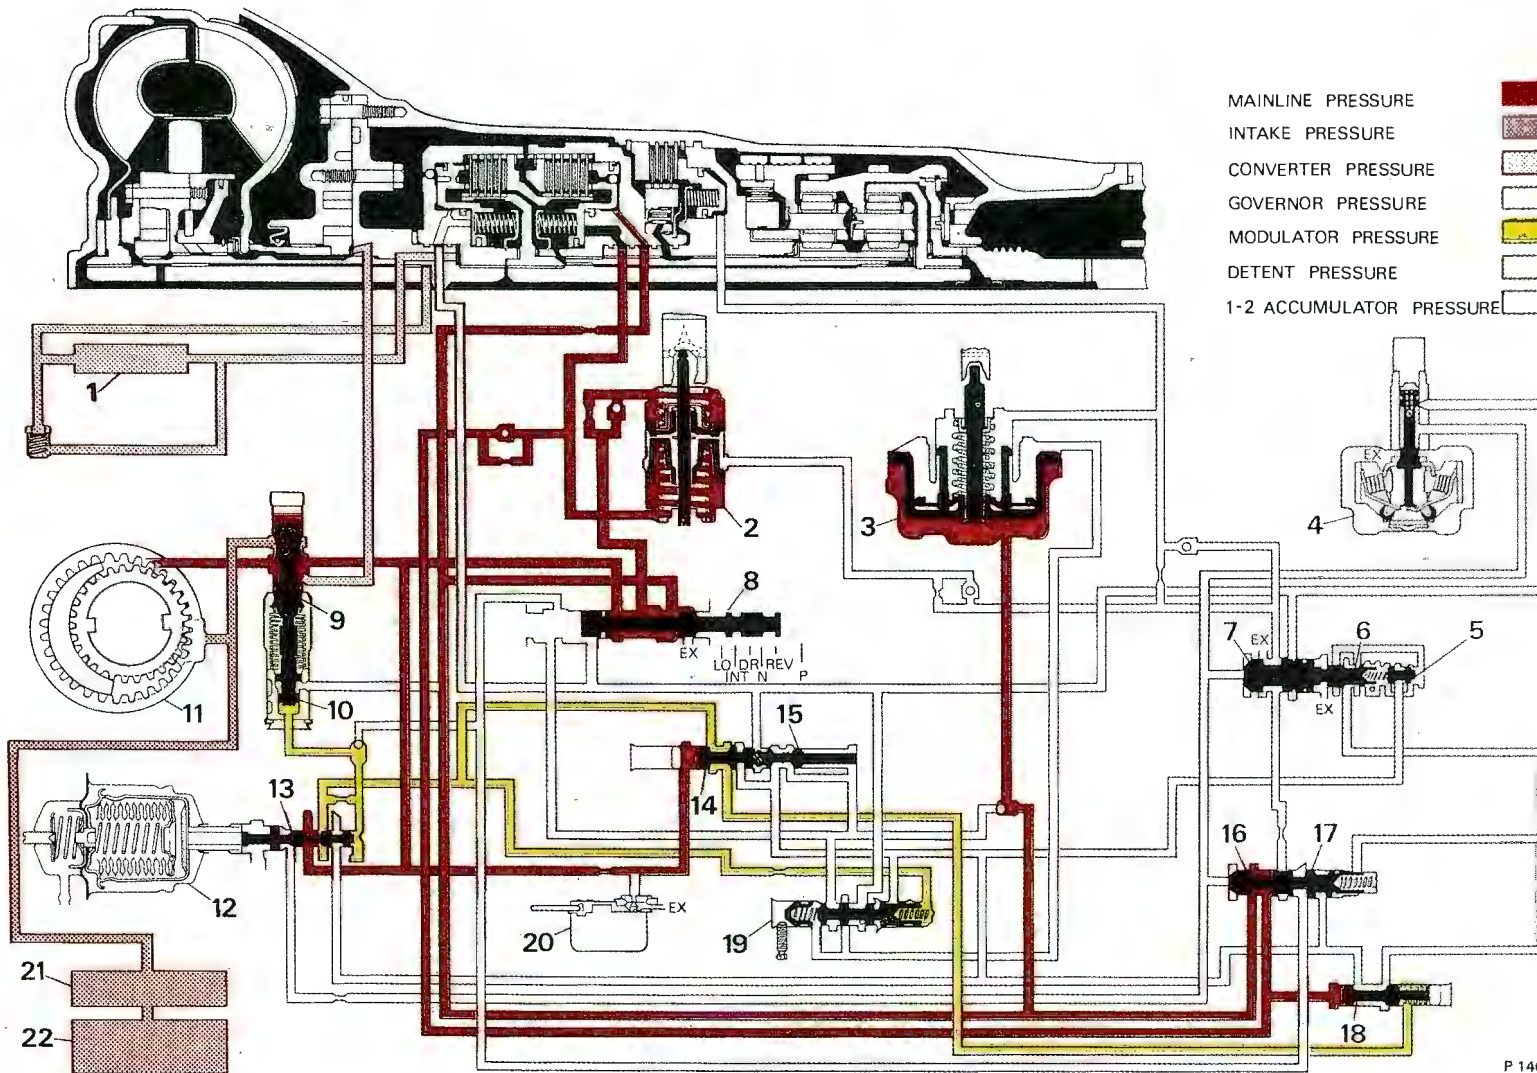 MAINLINE PRESSURE
INTAKE PRESSURE
CONVERTER PRESSURE
GOVERNOR PRESSURE
MODULATOR PRESSURE
DETENT PRESSURE
1-2 ACCUMULATOR PRESSURE
1
2
3
EX
4
8
9
10
11
EX
LO DR REV
INT N P
7
EX
6
5
EX
15
14
13
12
16
17
19
20
EX
18
21
22
P 14